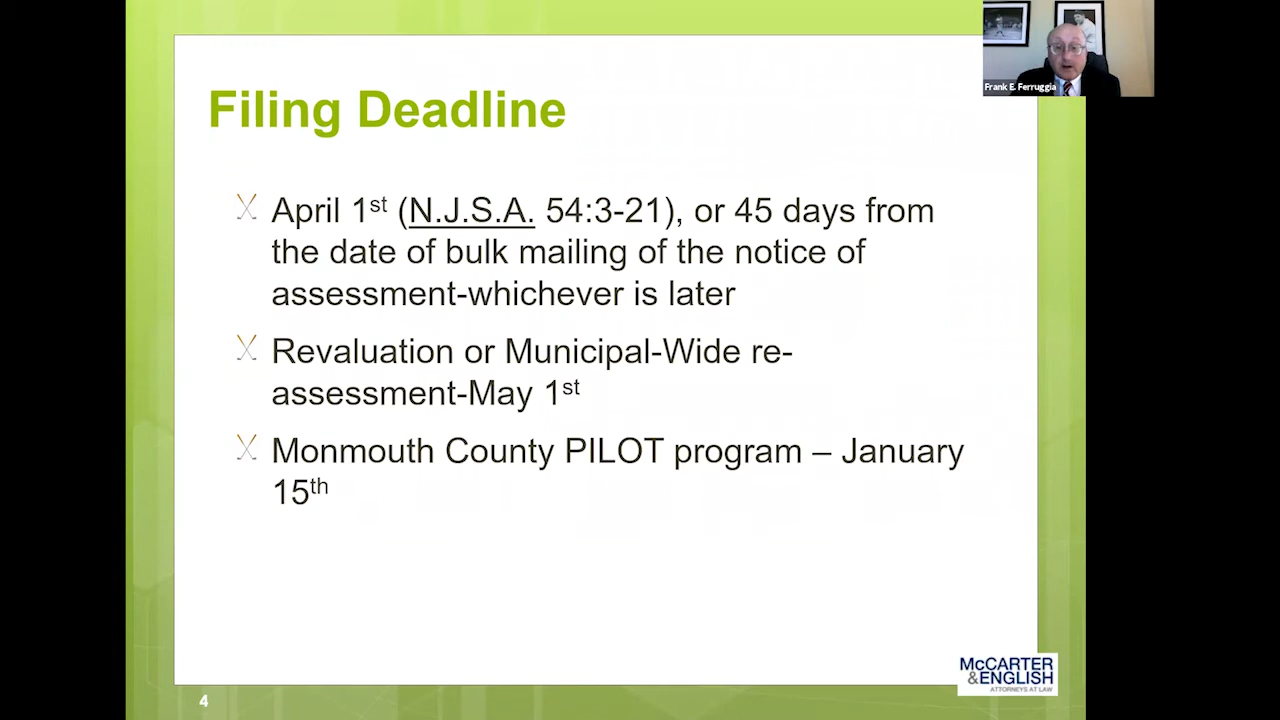 Frank E. Ferruggia
Filing Deadline
April 1st (N.J.S.A. 54:3-21), or 45 days from
the date of bulk mailing of the notice of
assessment-whichever is later
Revaluation or Municipal-Wide re-
assessment-May 1st
Monmouth County PILOT program – January
15th
McCARTER
&ENGLISH
ATTORNEYS AT LAW
4